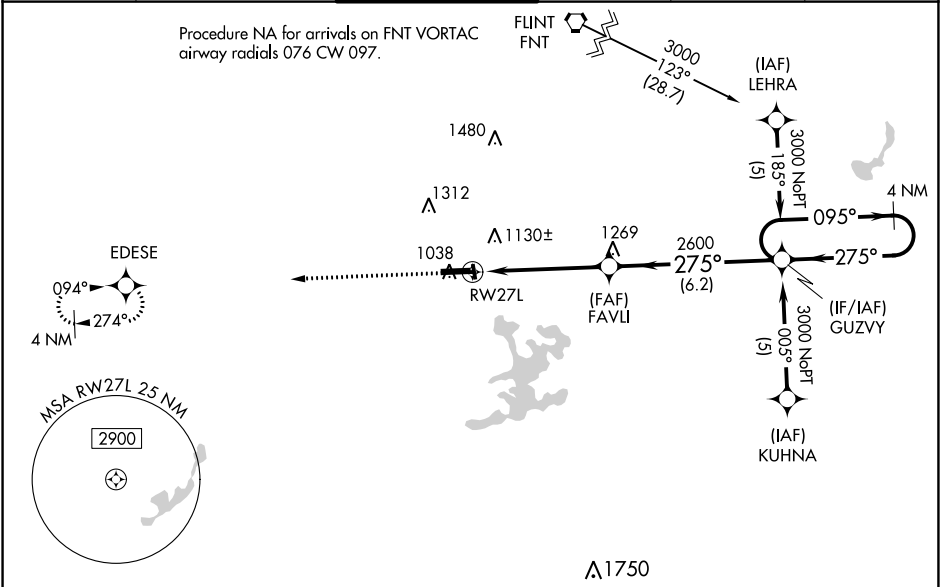 Procedure NA for arrivals on FNT VORTAC
airway radials 076 CW 097.
FLINT
FNT
3000
123°
(28.7)
(IAF)
LEHRA
3000 NoPT
185°
(5)
1480
1312
1130±
1038
1269
4 NM
095°
275°
2600
275°
(6.2)
EDESE
094°
274°
4 NM
RW27L
(FAF)
FAVLI
(IF/IAF)
GUZVY
3000 NoPT
005°
(5)
(IAF)
KUHNA
MSA RW27L 25 NM
2900
1750